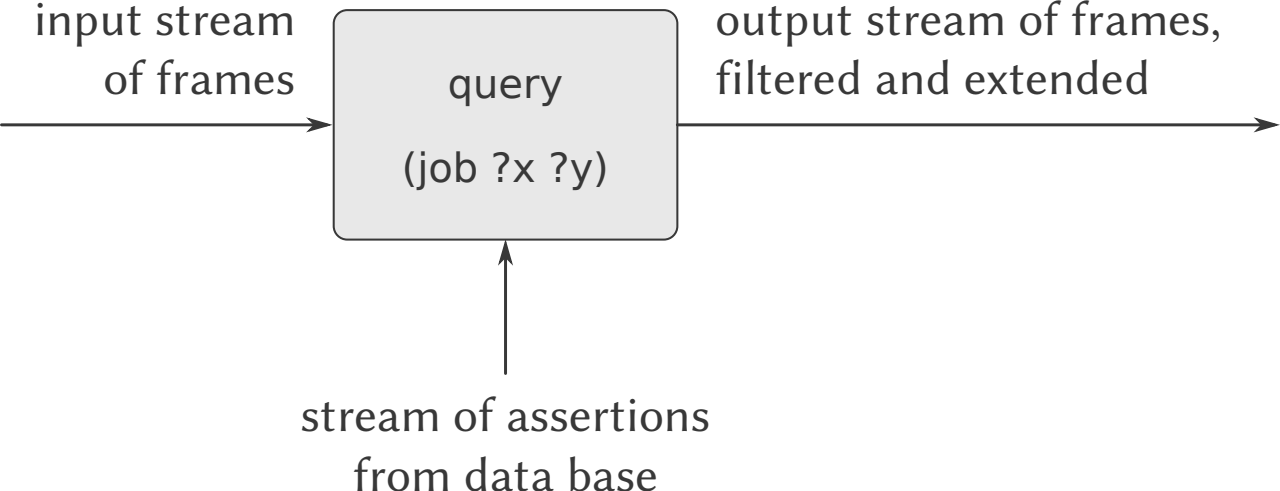 input stream
of frames
query
(job ?x ?y)
output stream of frames,
filtered and extended
stream of assertions
from data base